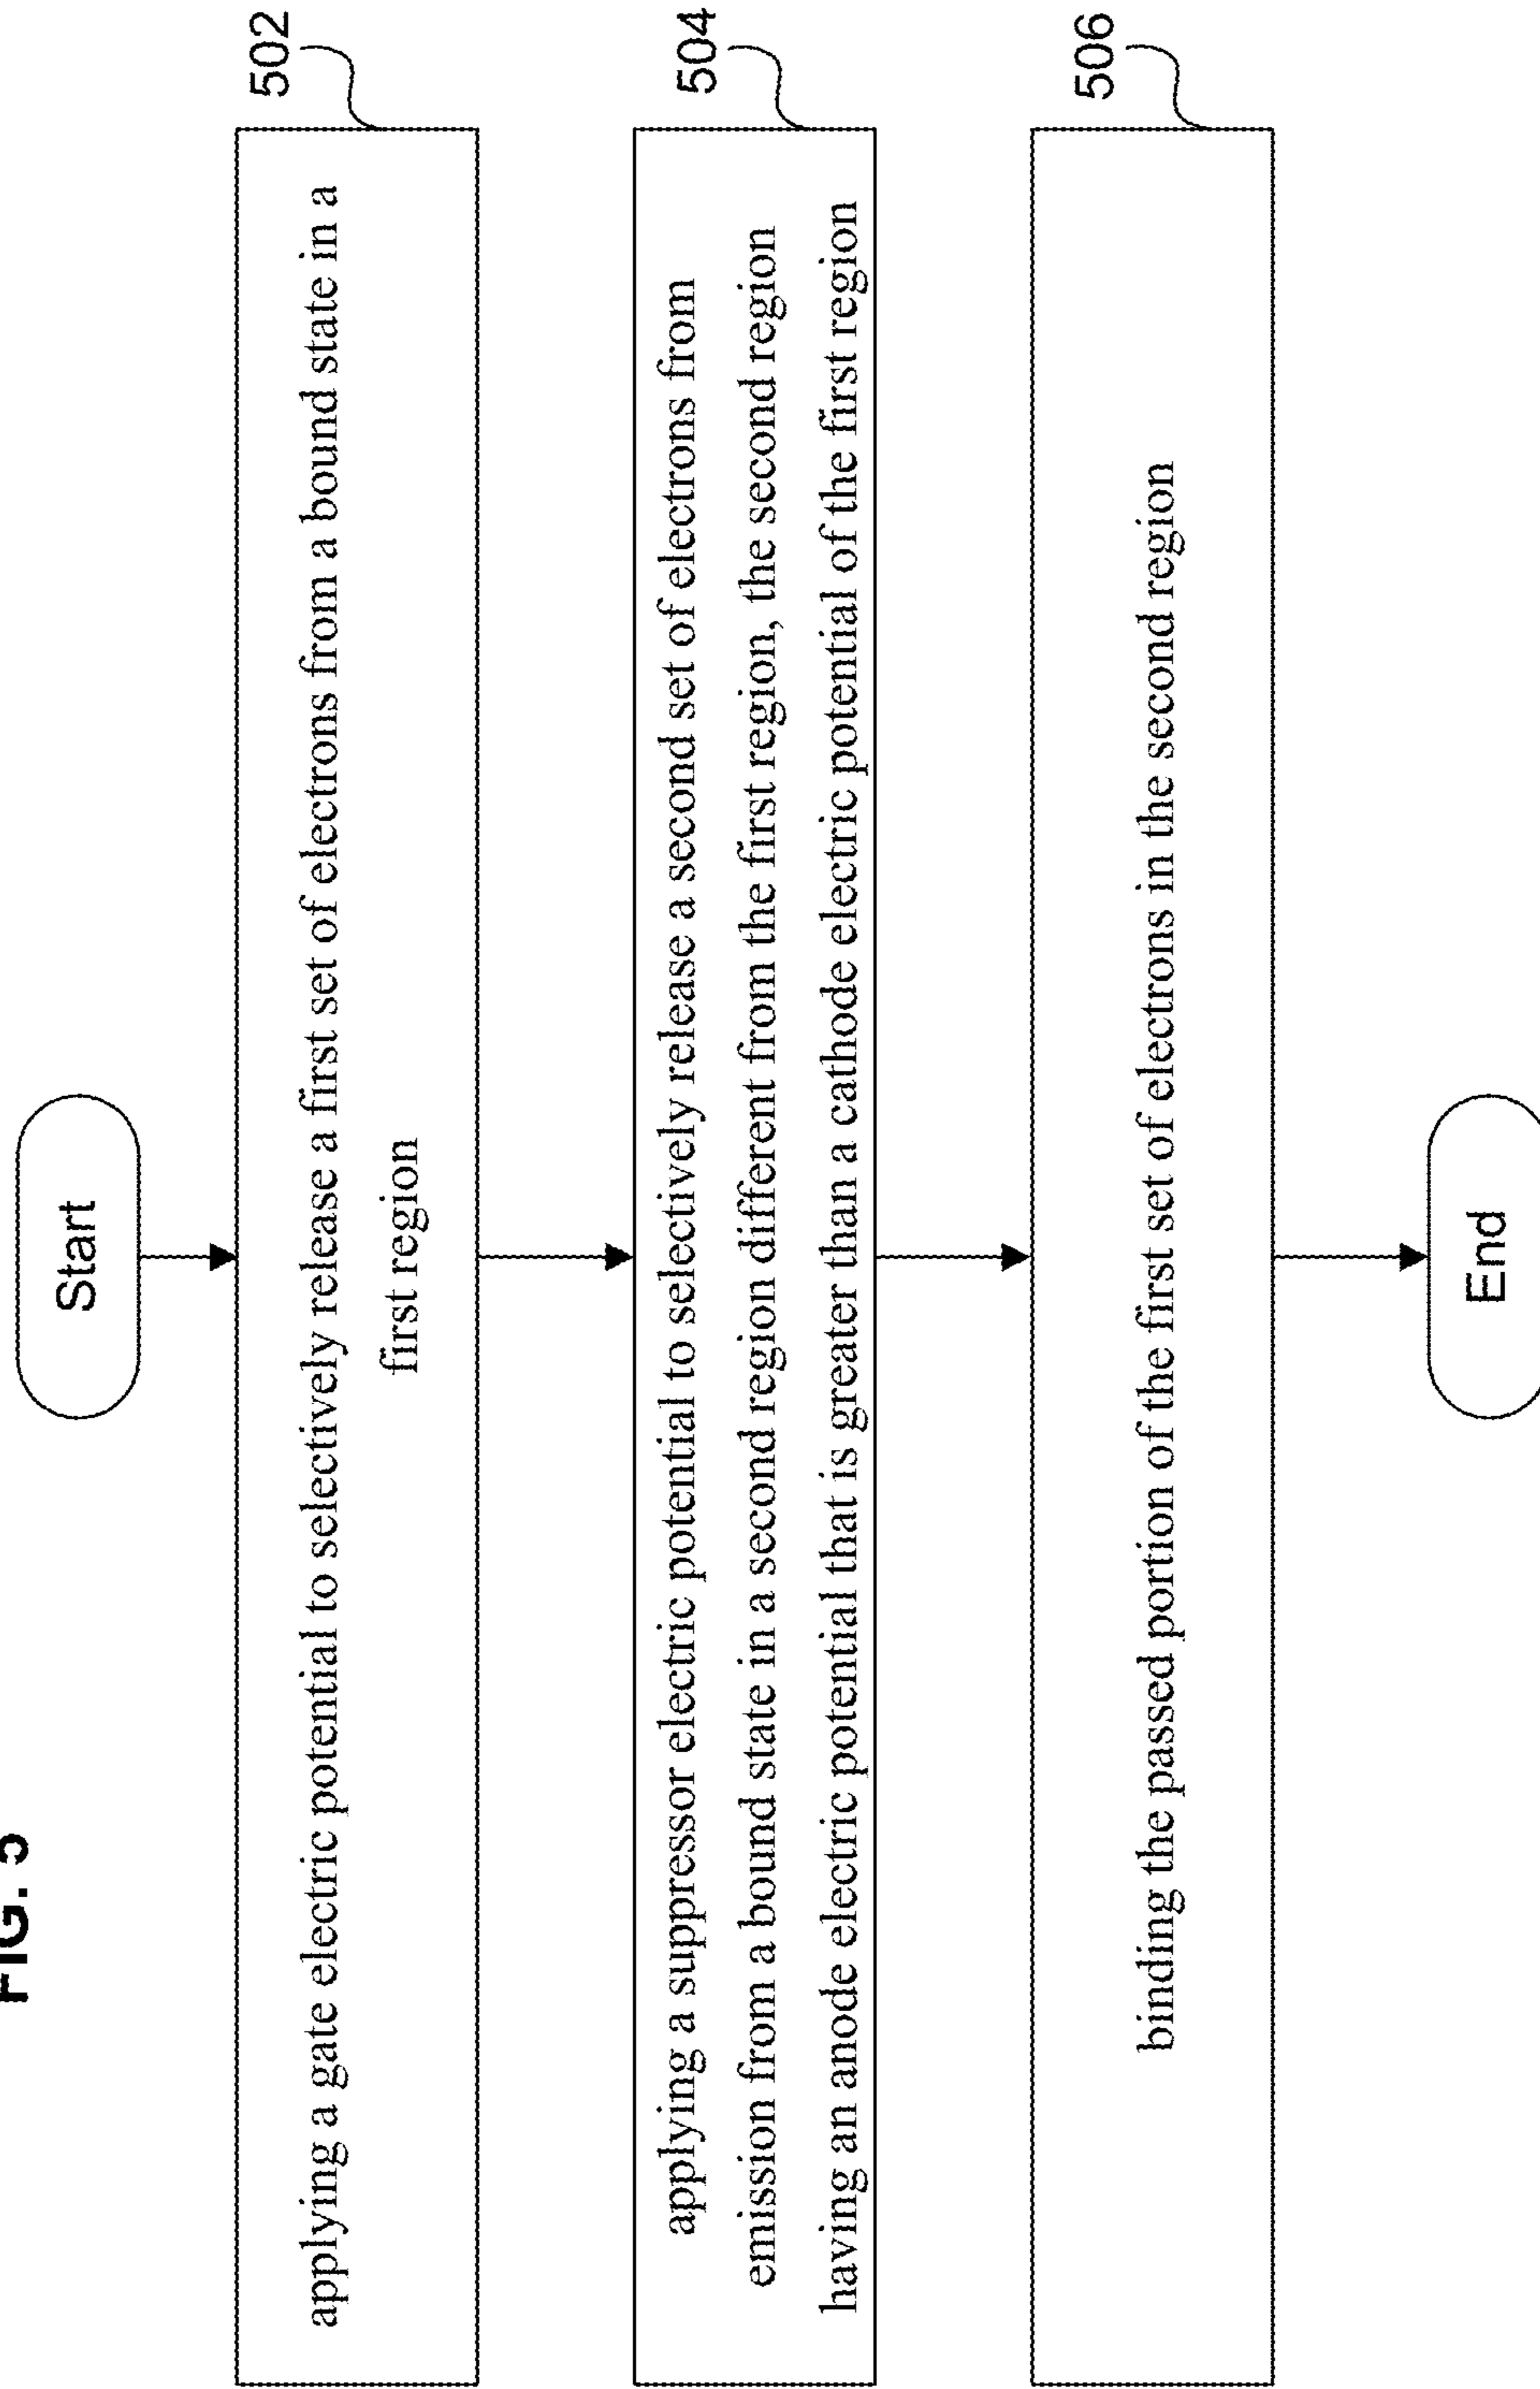 FIG. 5
Start
502
applying a gate electric potential to selectively release a first set of electrons from a bound state in a
first region
504
applying a suppressor electric potential to selectively release a second set of electrons from
emission from a bound state in a second region different from the first region, the second region
having an anode electric potential that is greater than a cathode electric potential of the first region
506
binding the passed portion of the first set of electrons in the second region
End